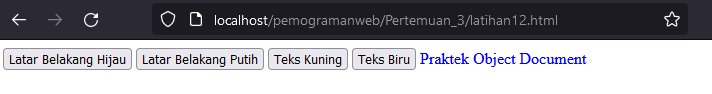 localhost/pemogramanweb/Pertemuan_3/latihan12.html
Latar Belakang Hijau Latar Belakang Putih Teks Kuning Teks Biru Praktek Object Document